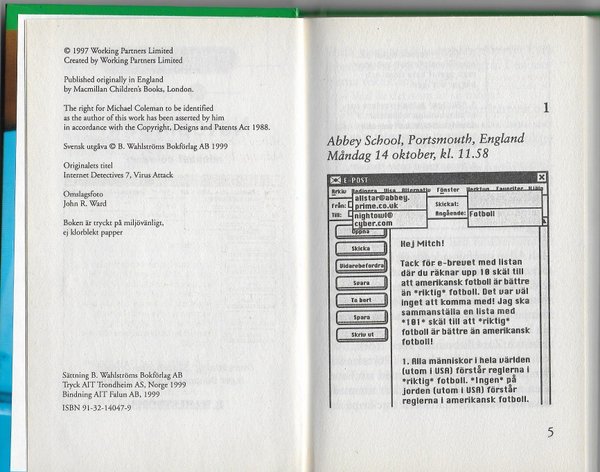 © 1997 Working Partners Limited
Created by Working Partners Limited
Published originally in England
by Macmillan Children's Books, London.
The right for Michael Coleman to be identified
as the author of this work has been asserted by him
in accordance with the Copyright, Designs and Patents Act 1988.
Svensk utgåva © B. Wahlströms Bokförlag AB 1999
Originalets titel
Internet Detectives 7, Virus Attack
Omslagsfoto
John R. Ward
Boken är tryckt på miljövänligt,
ej klorblekt papper
Sättning B. Wahlströms Bokförlag AB
Tryck AIT Trondheim AS, Norge 1999
Bindning AIT Falun AB, 1999
ISBN 91-32-14047-9
1
Abbey School, Portsmouth, England
Måndag 14 oktober, kl. 11.58
E-POST
Arkiv Redigera Visa Alternativ Fönster Verktyg Favoriter Hjälp
Från: alistar@abbey.
prime.co.uk
Skickat:
Till: nightowl@
cyber.com
Angående: Fotboll
Öppna
Skicka
Vidarebefordra
Svara
Ta bort
Spara
Skriv ut
Hej Mitch!
Tack för e-brevet med listan
där du räknar upp 10 skäl till
att amerikansk fotboll är bättre
än *riktig* fotboll. Det var väl
inget att komma med! Jag ska
sammanställa en lista med
*101* skäl till att *riktig*
fotboll är bättre än amerikansk
fotboll!
1. Alla människor i hela världen
(utom i USA) förstår reglerna i
*riktig* fotboll. *Ingen* på
jorden (utom i USA) förstår
reglerna i amerikansk fotboll.
5